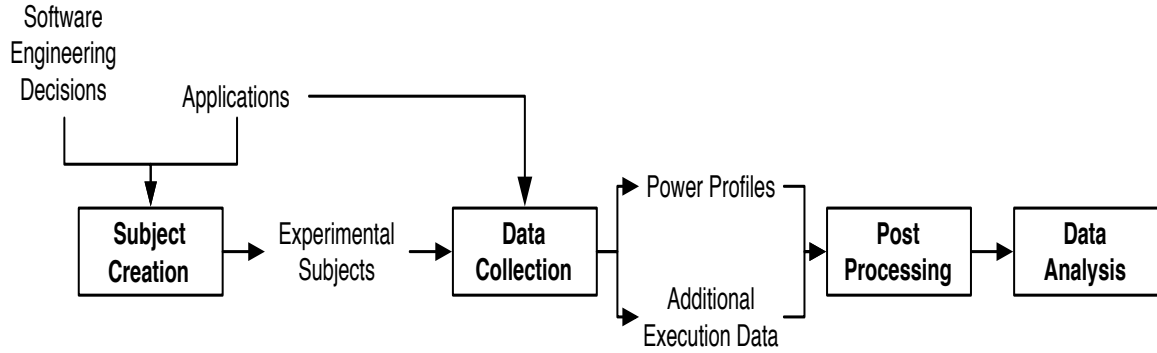 Software
Engineering
Decisions
Applications
Subject
Creation
Experimental
Subjects
Data
Collection
Power Profiles
Additional
Execution Data
Post
Processing
Data
Analysis